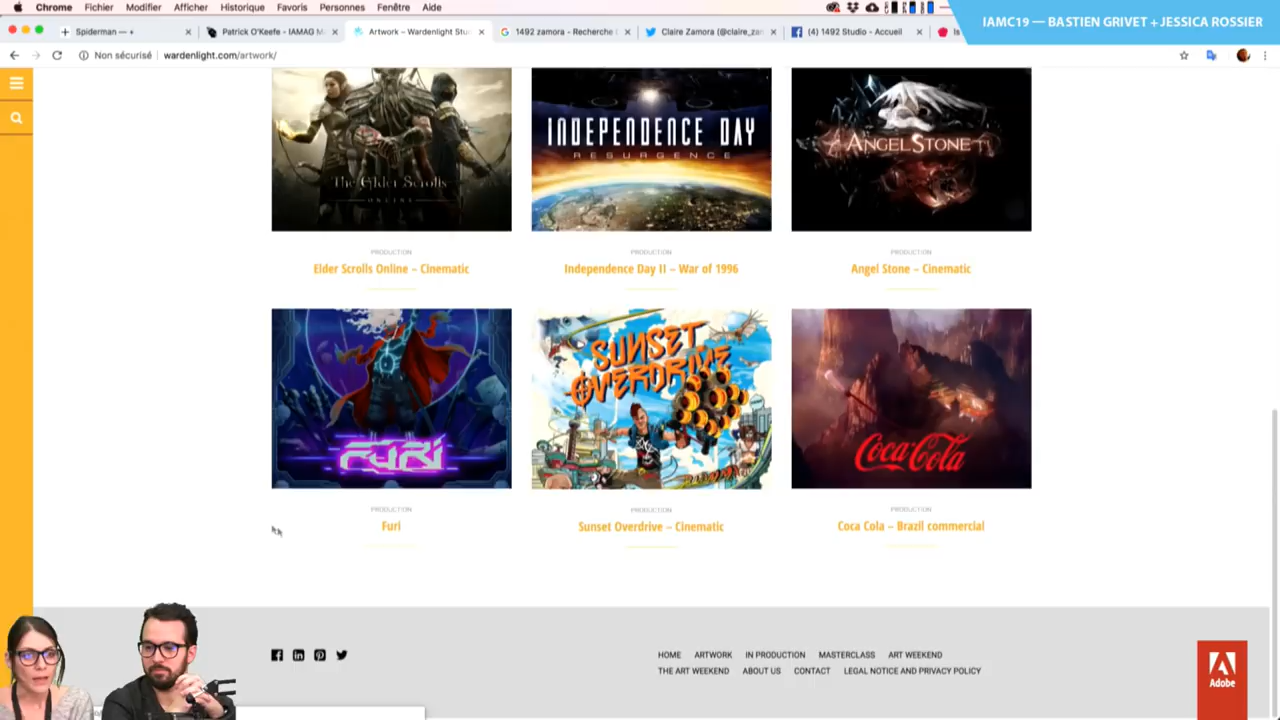 Chrome Fichier Modifier Afficher Historique Favoris Personnes Fenêtre Aide
IAMC19 — BASTIEN GRIVET + JESSICA ROSSIER
Spiderman — +
Patrick O'Keefe - IAMAG M
Artwork – Wardenlight Stu
1492 zamora - Recherche
Claire Zamora (@claire_zan
(4) 1492 Studio - Accueil
Non sécurisé wardenlight.com/artwork/
The Elder Scrolls
ONLINE
INDEPENDENCE DAY
RESURGENCE
ANGEL STONE
PRODUCTION PRODUCTION PRODUCTION
Elder Scrolls Online – Cinematic Independence Day II – War of 1996 Angel Stone – Cinematic
FURI
SUNSET
OVERDRIVE
Coca Cola
PRODUCTION PRODUCTION PRODUCTION
Furi Sunset Overdrive – Cinematic Coca Cola – Brazil commercial
HOME ARTWORK IN PRODUCTION MASTERCLASS ART WEEKEND
THE ART WEEKEND ABOUT US CONTACT LEGAL NOTICE AND PRIVACY POLICY
Adobe